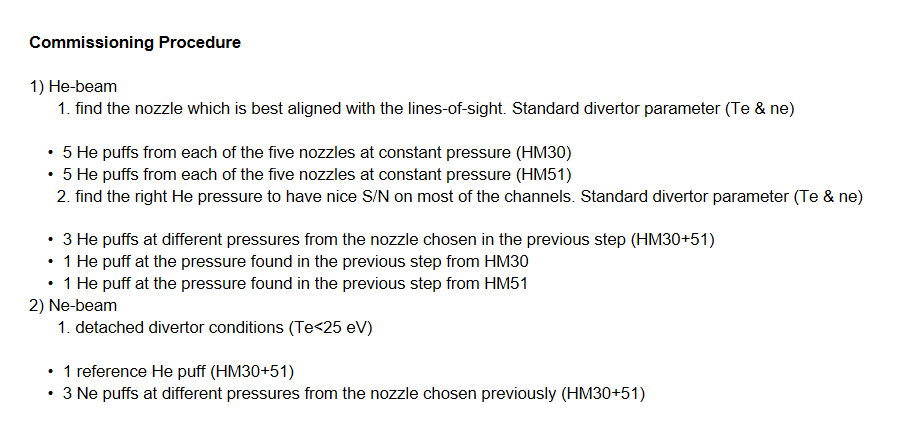 Commissioning Procedure
1) He-beam
1. find the nozzle which is best aligned with the lines-of-sight. Standard divertor parameter (Te & ne)
• 5 He puffs from each of the five nozzles at constant pressure (HM30)
• 5 He puffs from each of the five nozzles at constant pressure (HM51)
2. find the right He pressure to have nice S/N on most of the channels. Standard divertor parameter (Te & ne)
• 3 He puffs at different pressures from the nozzle chosen in the previous step (HM30+51)
• 1 He puff at the pressure found in the previous step from HM30
• 1 He puff at the pressure found in the previous step from HM51
2) Ne-beam
1. detached divertor conditions (Te<25 eV)
• 1 reference He puff (HM30+51)
• 3 Ne puffs at different pressures from the nozzle chosen previously (HM30+51)